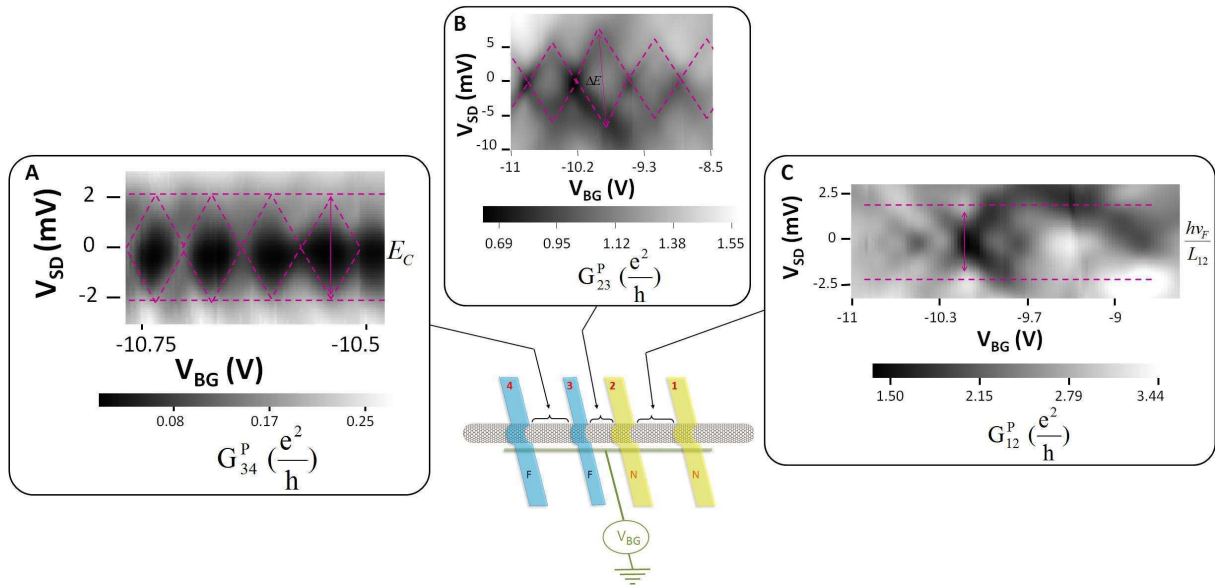 A
V_SD (mV)
2
0
-2
E_C
-10.75
-10.5
V_BG (V)
0.08
0.17
0.25
G^P_34 (e^2/h)
B
V_SD (mV)
5
0
-5
-10
ΔE
-11
-10.2
-9.3
-8.5
V_BG (V)
0.69
0.95
1.12
1.38
1.55
G^P_23 (e^2/h)
C
V_SD (mV)
2.5
0
-2.5
hν_F/L_12
-11
-10.3
-9.7
-9
V_BG (V)
1.50
2.15
2.79
3.44
G^P_12 (e^2/h)
4
3
2
1
F
F
N
N
V_BG